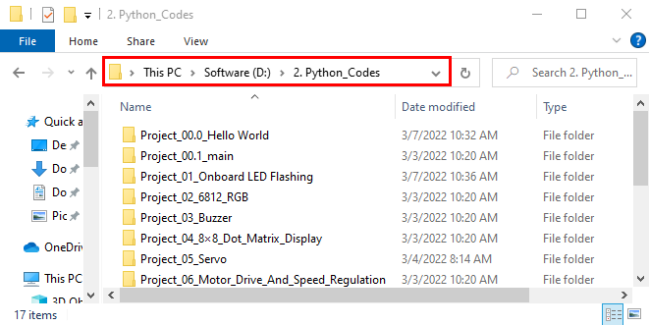 2. Python_Codes
File Home Share View
This PC > Software (D:) > 2. Python_Codes Search 2. Python_...
Name Date modified Type
Quick a
De
Do
Do
Pic
OneDriv
This PC
Project_00.0_Hello World 3/7/2022 10:32 AM File folder
Project_00.1_main 3/3/2022 10:20 AM File folder
Project_01_Onboard LED Flashing 3/7/2022 10:36 AM File folder
Project_02_6812_RGB 3/3/2022 10:20 AM File folder
Project_03_Buzzer 3/3/2022 10:20 AM File folder
Project_04_8×8_Dot_Matrix_Display 3/3/2022 10:20 AM File folder
Project_05_Servo 3/4/2022 8:14 AM File folder
Project_06_Motor_Drive_And_Speed_Regulation 3/3/2022 10:20 AM File folder
17 items